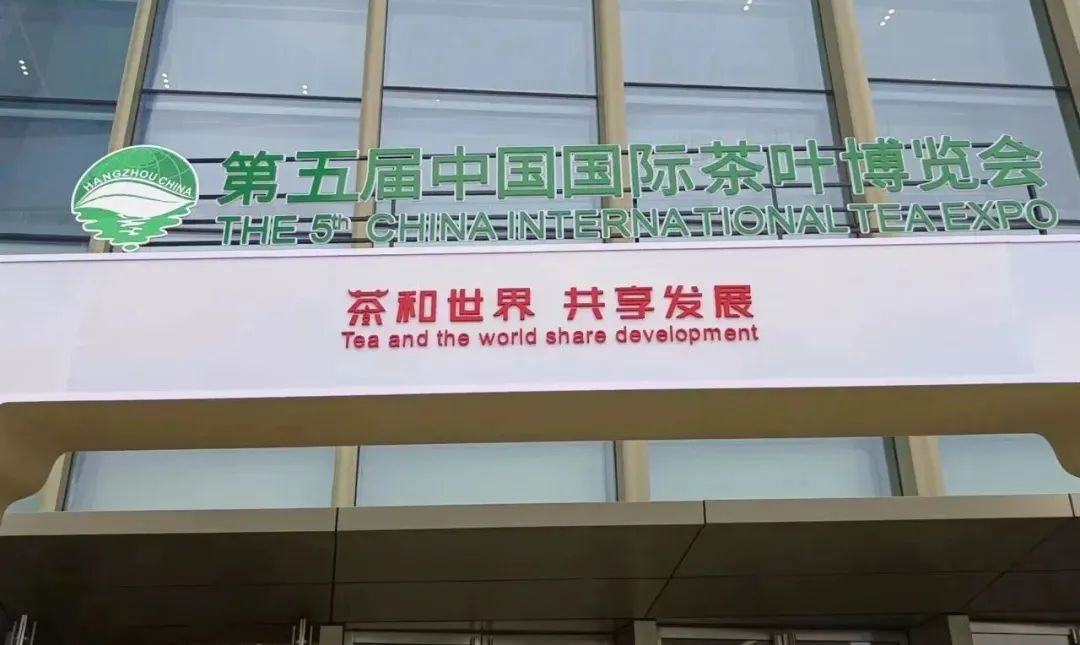 HANGZHOU CHINA
第五届中国国际茶叶博览会
THE 5th CHINA INTERNATIONAL TEA EXPO
茶和世界 共享发展
Tea and the world share development